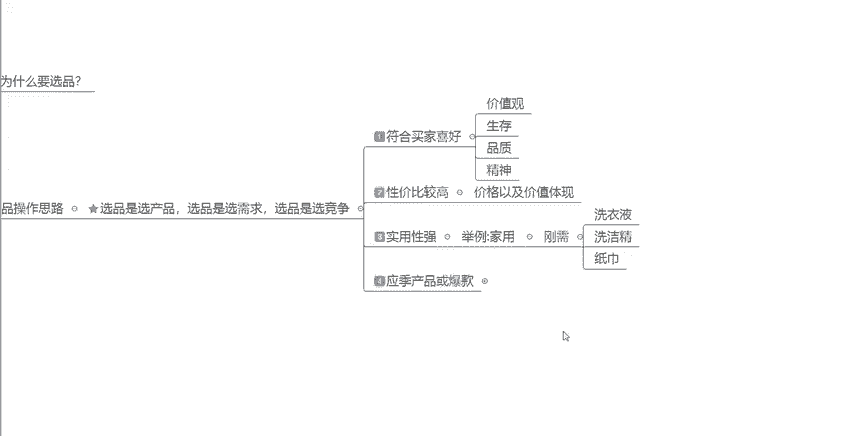 为什么要选品?
品操作思路
★选品是选产品，选品是选需求，选品是选竞争
1符合买家喜好
价值观
生存
品质
精神
2性价比较高
价格以及价值体现
3实用性强
举例:家用
刚需
洗衣液
洗洁精
纸巾
4应季产品或爆款